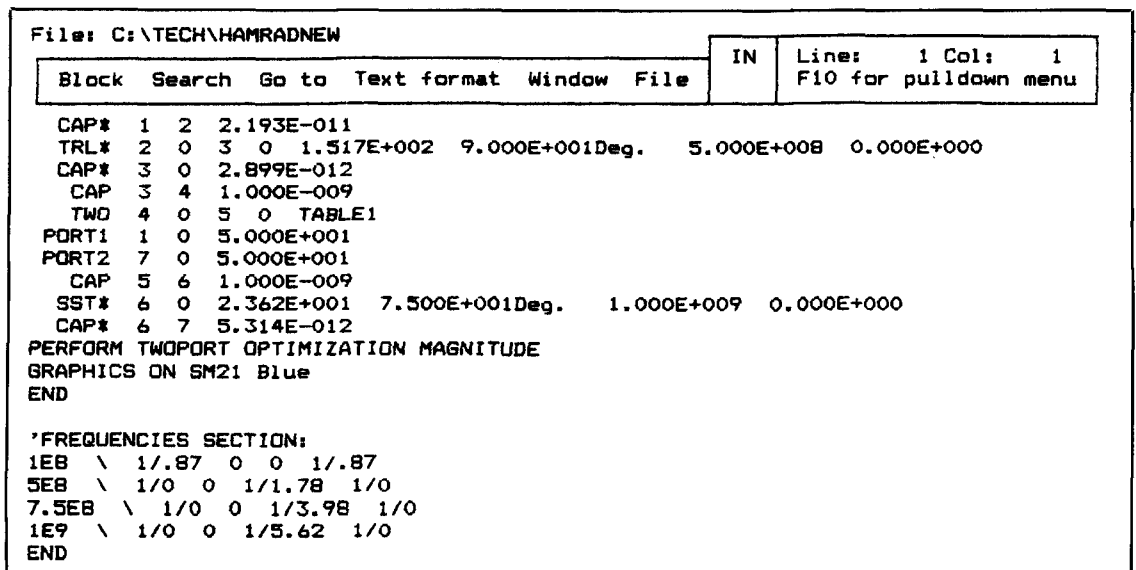 File: C:\TECH\HAMRADNEW
IN
Line: 1 Col: 1
F10 for pulldown menu
Block Search Go to Text format Window File
CAP* 1 2 2.193E-011
TRL* 2 0 3 0 1.517E+002 9.000E+001Deg. 5.000E+008 0.000E+000
CAP* 3 0 2.899E-012
CAP 3 4 1.000E-009
TWO 4 0 5 0 TABLE1
PORT1 1 0 5.000E+001
PORT2 7 0 5.000E+001
CAP 5 6 1.000E-009
SST* 6 0 2.362E+001 7.500E+001Deg. 1.000E+009 0.000E+000
CAP* 6 7 5.314E-012
PERFORM TWOPORT OPTIMIZATION MAGNITUDE
GRAPHICS ON SM21 Blue
END
'FREQUENCIES SECTION:
1E8 \ 1/.87 0 0 1/.87
5E8 \ 1/0 0 1/1.78 1/0
7.5E8 \ 1/0 0 1/3.98 1/0
1E9 \ 1/0 0 1/5.62 1/0
END